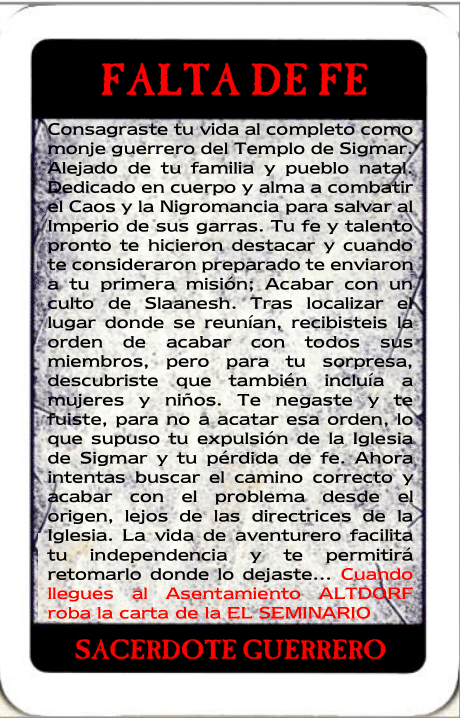 FALTA DE FE
Consagraste tu vida al completo como
monje guerrero del Templo de Sigmar.
Alejado de tu familia y pueblo natal.
Dedicado en cuerpo y alma a combatir
el Caos y la Nigromancia para salvar al
Imperio de sus garras. Tu fe y talento
pronto te hicieron destacar y cuando
te consideraron preparado te enviaron
a tu primera misión; Acabar con un
culto de Slaanesh. Tras localizar el
lugar donde se reunían, recibisteis la
orden de acabar con todos sus
miembros, pero para tu sorpresa,
descubriste que también incluía a
mujeres y niños. Te negaste y te
fuiste, para no a acatar esa orden, lo
que supuso tu expulsión de la Iglesia
de Sigmar y tu pérdida de fe. Ahora
intentas buscar el camino correcto y
acabar con el problema desde el
origen, lejos de las directrices de la
Iglesia. La vida de aventurero facilita
tu independencia y te permitirá
retomarlo donde lo dejaste... Cuando
llegues al Asentamiento ALTDORF
roba la carta de la EL SEMINARIO
SACERDOTE GUERRERO